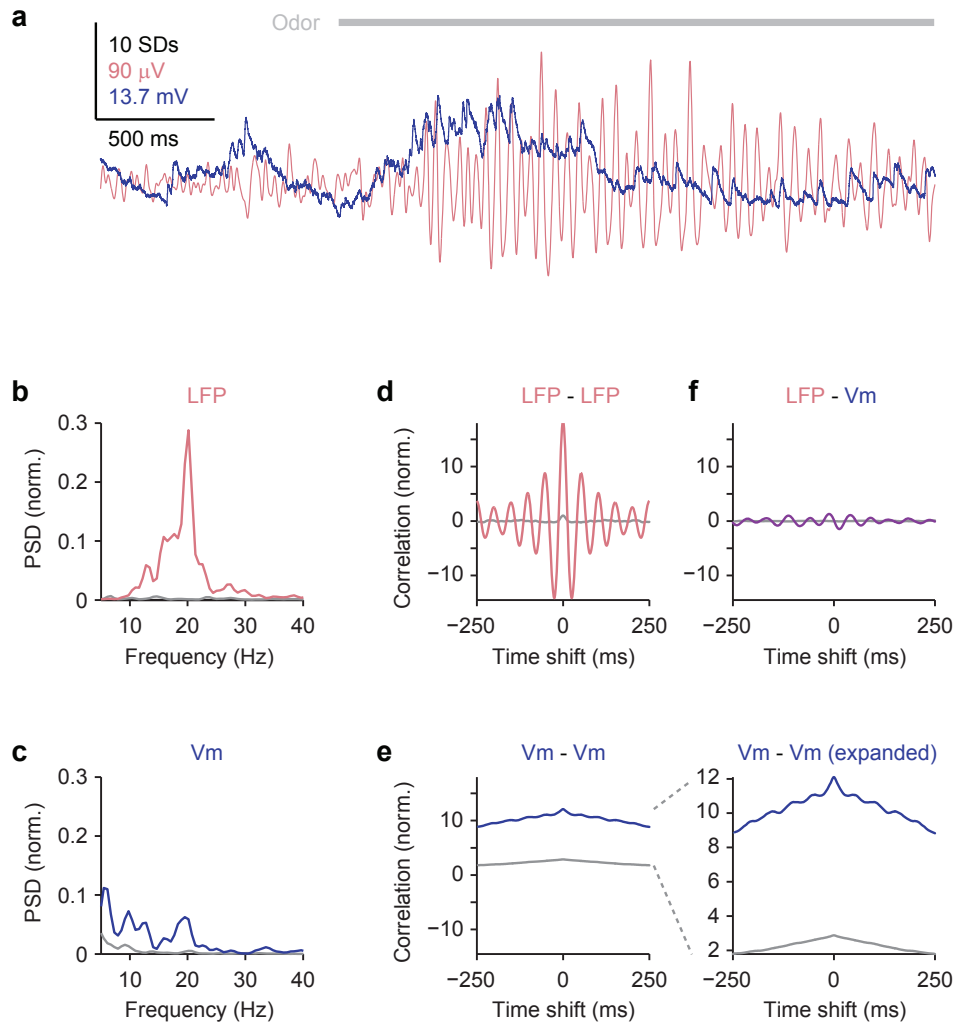 a
Odor
10 SDs
90 µV
13.7 mV
500 ms
b
LFP
0.3
0.2
0.1
0
PSD (norm.)
10 20 30 40
Frequency (Hz)
d
LFP - LFP
10
0
−10
Correlation (norm.)
−250 0 250
Time shift (ms)
f
LFP - Vm
10
0
−10
−250 0 250
Time shift (ms)
c
Vm
0.3
0.2
0.1
0
PSD (norm.)
10 20 30 40
Frequency (Hz)
e
Vm - Vm
10
0
−10
Correlation (norm.)
−250 0 250
Time shift (ms)
Vm - Vm (expanded)
12
10
8
6
4
2
−250 0 250
Time shift (ms)